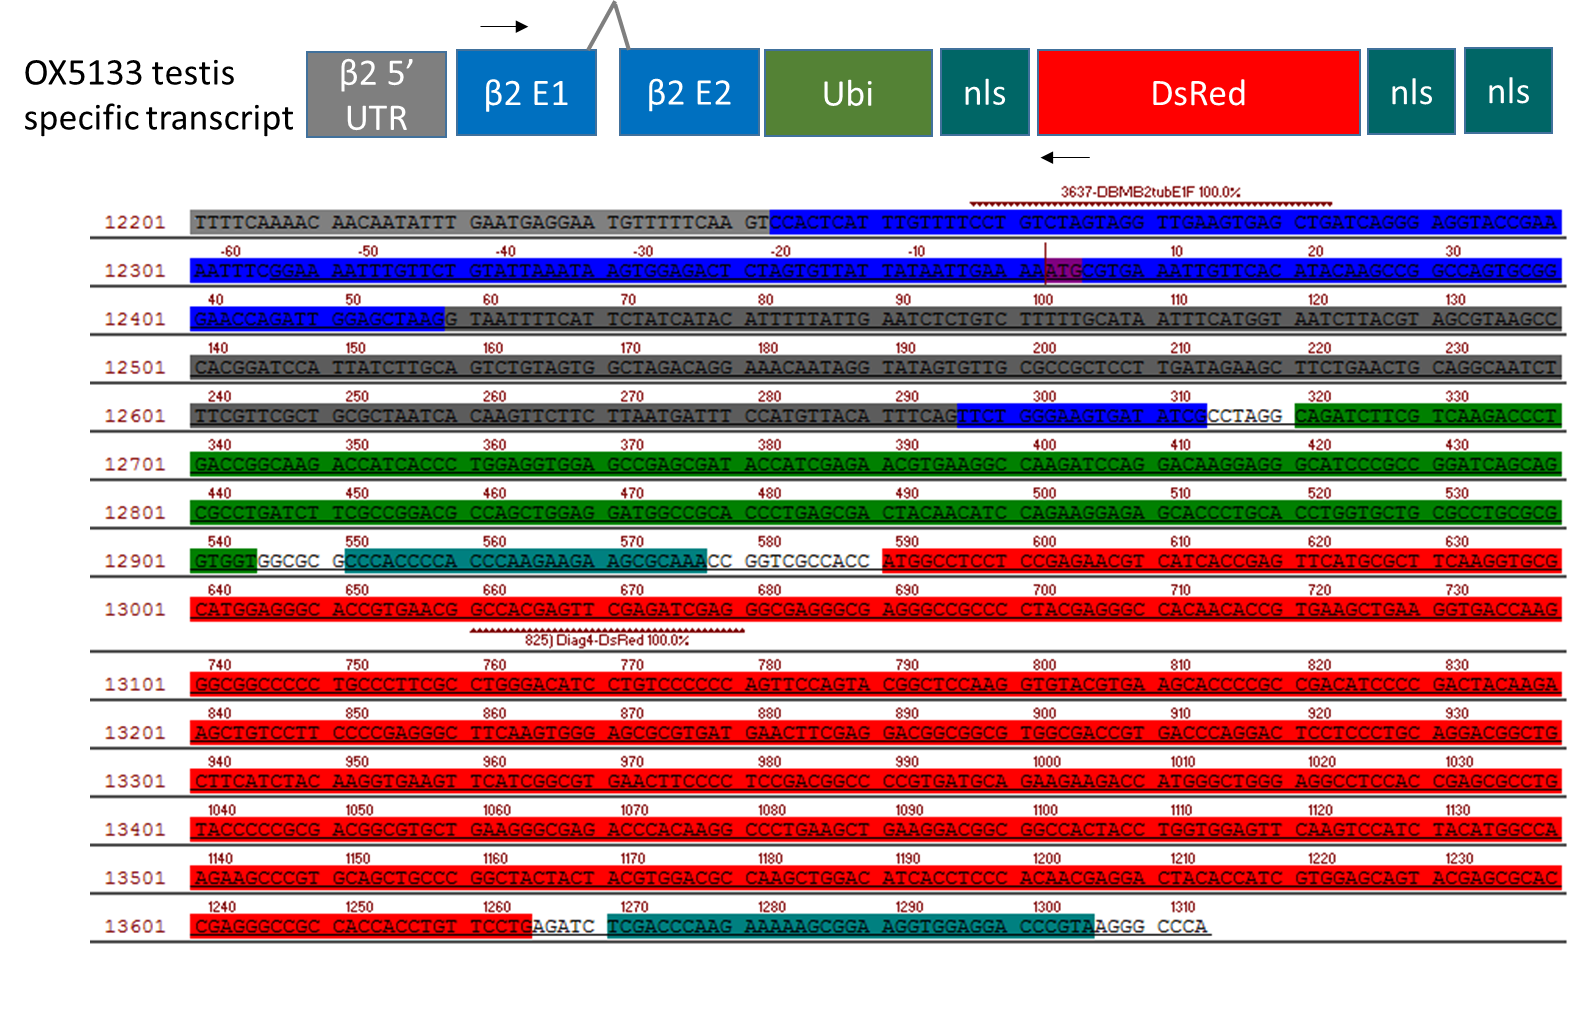 OX5133 testis
specific transcript
β2 5’
UTR
β2 E1
β2 E2
Ubi
nls
DsRed
nls
nls
3637-DBMB2tubE1F 100.0%
12201 TTTTCAAAAC AACAATATTT GAATGAGGAA TGTTTTTCAA GTCCACTCAT TTGTTTTCCT GTCTAGTAGG TTGAAGTGAG CTGATCAGGG AGGTACCGAA
-60 -50 -40 -30 -20 -10 10 20 30
12301 AATTTCGGAA AATTTGTTCT GTATTAAATA AGTGGAGACT CTAGTGTTAT TATAATTGAA AAATGCGTGA AATTGTTCAC ATACAAGCCG GCCAGTGCGG
40 50 60 70 80 90 100 110 120 130
12401 GAACCAGATT GGAGCTAAGG TAATTTTCAT TCTATCATAC ATTTTTATTG AATCTCTGTC TTTTTGCATA ATTTCATGGT AATCTTACGT AGCGTAAGCC
140 150 160 170 180 190 200 210 220 230
12501 CACGGATCCA TTATCTTGCA GTCTGTAGTG GCTAGACAGG AAACAATAGG TATAGTGTTG CGCCGCTCCT TGATAGAAGC TTCTGAACTG CAGGCAATCT
240 250 260 270 280 290 300 310 320 330
12601 TTCGTTCGCT GCGCTAATCA CAAGTTCTTC TTAATGATTT CCATGTTACA TTTCAGTTCT GGGAAGTGAT ATCGCCTAGG CAGATCTTCG TCAAGACCCT
340 350 360 370 380 390 400 410 420 430
12701 GACCGGCAAG ACCATCACCC TGGAGGTGGA GCCGAGCGAT ACCATCGAGA ACGTGAAGGC CAAGATCCAG GACAAGGAGG GCATCCCGCC GGATCAGCAG
440 450 460 470 480 490 500 510 520 530
12801 CGCCTGATCT TCGCCGGACG CCAGCTGGAG GATGGCCGCA CCCTGAGCGA CTACAACATC CAGAAGGAGA GCACCCTGCA CCTGGTGCTG CGCCTGCGCG
540 550 560 570 580 590 600 610 620 630
12901 GTGGTGGCGC GCCCACCCCA CCCAAGAAGA AGCGCAAACC GGTCGCCACC ATGGCCTCCT CCGAGAACGT CATCACCGAG TTCATGCGCT TCAAGGTGCG
640 650 660 670 680 690 700 710 720 730
13001 CATGGAGGGC ACCGTGAACG GCCACGAGTT CGAGATCGAG GGCGAGGGCG AGGGCCGCCC CTACGAGGGC CACAACACCG TGAAGCTGAA GGTGACCAAG
825) Diag4-DsRed 100.0%
740 750 760 770 780 790 800 810 820 830
13101 GGCGGCCCCC TGCCCTTCGC CTGGGACATC CTGTCCCCCC AGTTCCAGTA CGGCTCCAAG GTGTACGTGA AGCACCCCGC CGACATCCCC GACTACAAGA
840 850 860 870 880 890 900 910 920 930
13201 AGCTGTCCTT CCCCGAGGGC TTCAAGTGGG AGCGCGTGAT GAACTTCGAG GACGGCGGCG TGGCGACCGT GACCCAGGAC TCCTCCCTGC AGGACGGCTG
940 950 960 970 980 990 1000 1010 1020 1030
13301 CTTCATCTAC AAGGTGAAGT TCATCGGCGT GAACTTCCCC TCCGACGGCC CCGTGATGCA GAAGAAGACC ATGGGCTGGG AGGCCTCCAC CGAGCGCCTG
1040 1050 1060 1070 1080 1090 1100 1110 1120 1130
13401 TACCCCCGCG ACGGCGTGCT GAAGGGCGAG ACCCACAAGG CCCTGAAGCT GAAGGACGGC GGCCACTACC TGGTGGAGTT CAAGTCCATC TACATGGCCA
1140 1150 1160 1170 1180 1190 1200 1210 1220 1230
13501 AGAAGCCCGT GCAGCTGCCC GGCTACTACT ACGTGGACGC CAAGCTGGAC ATCACCTCCC ACAACGAGGA CTACACCATC GTGGAGCAGT ACGAGCGCAC
1240 1250 1260 1270 1280 1290 1300 1310
13601 CGAGGGCCGC CACCACCTGT TCCTGAGATC TCGACCCAAG AAAAAGCGGA AGGTGGAGGA CCCGTAAGGG CCCA